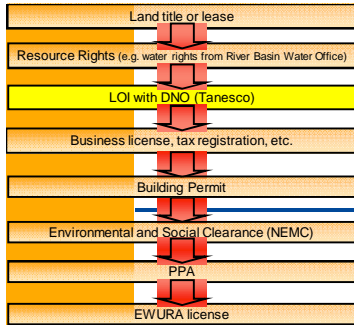 Land title or lease
Resource Rights (e.g. water rights from River Basin Water Office)
LOI with DNO (Tanesco)
Business license, tax registration, etc.
Building Permit
Environmental and Social Clearance (NEMC)
PPA
EWURA license